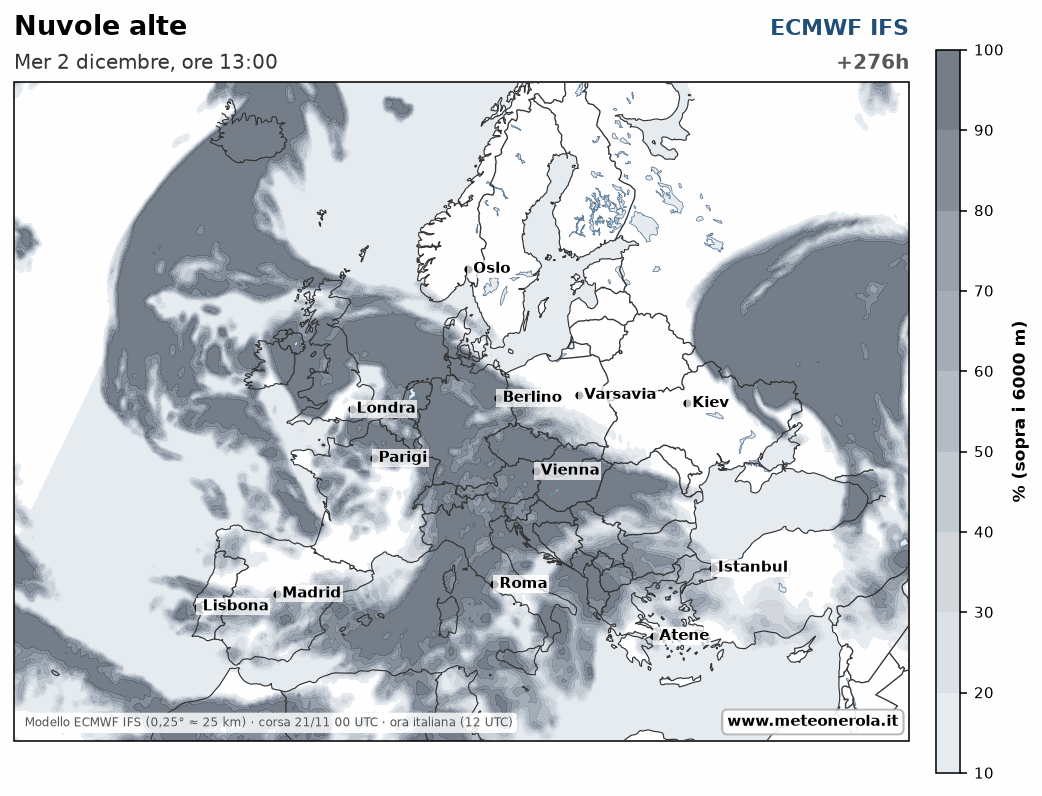 Nuvole alte
ECMWF IFS
Mer 2 dicembre, ore 13:00
+276h
100
90
80
70
60
50
40
30
20
10
% (sopra i 6000 m)
Oslo
Berlino
Varsavia
Kiev
Londra
Parigi
Vienna
Istanbul
Roma
Madrid
Lisbona
Atene
Modello ECMWF IFS (0,25° ≈ 25 km) · corsa 21/11 00 UTC · ora italiana (12 UTC)
www.meteonerola.it